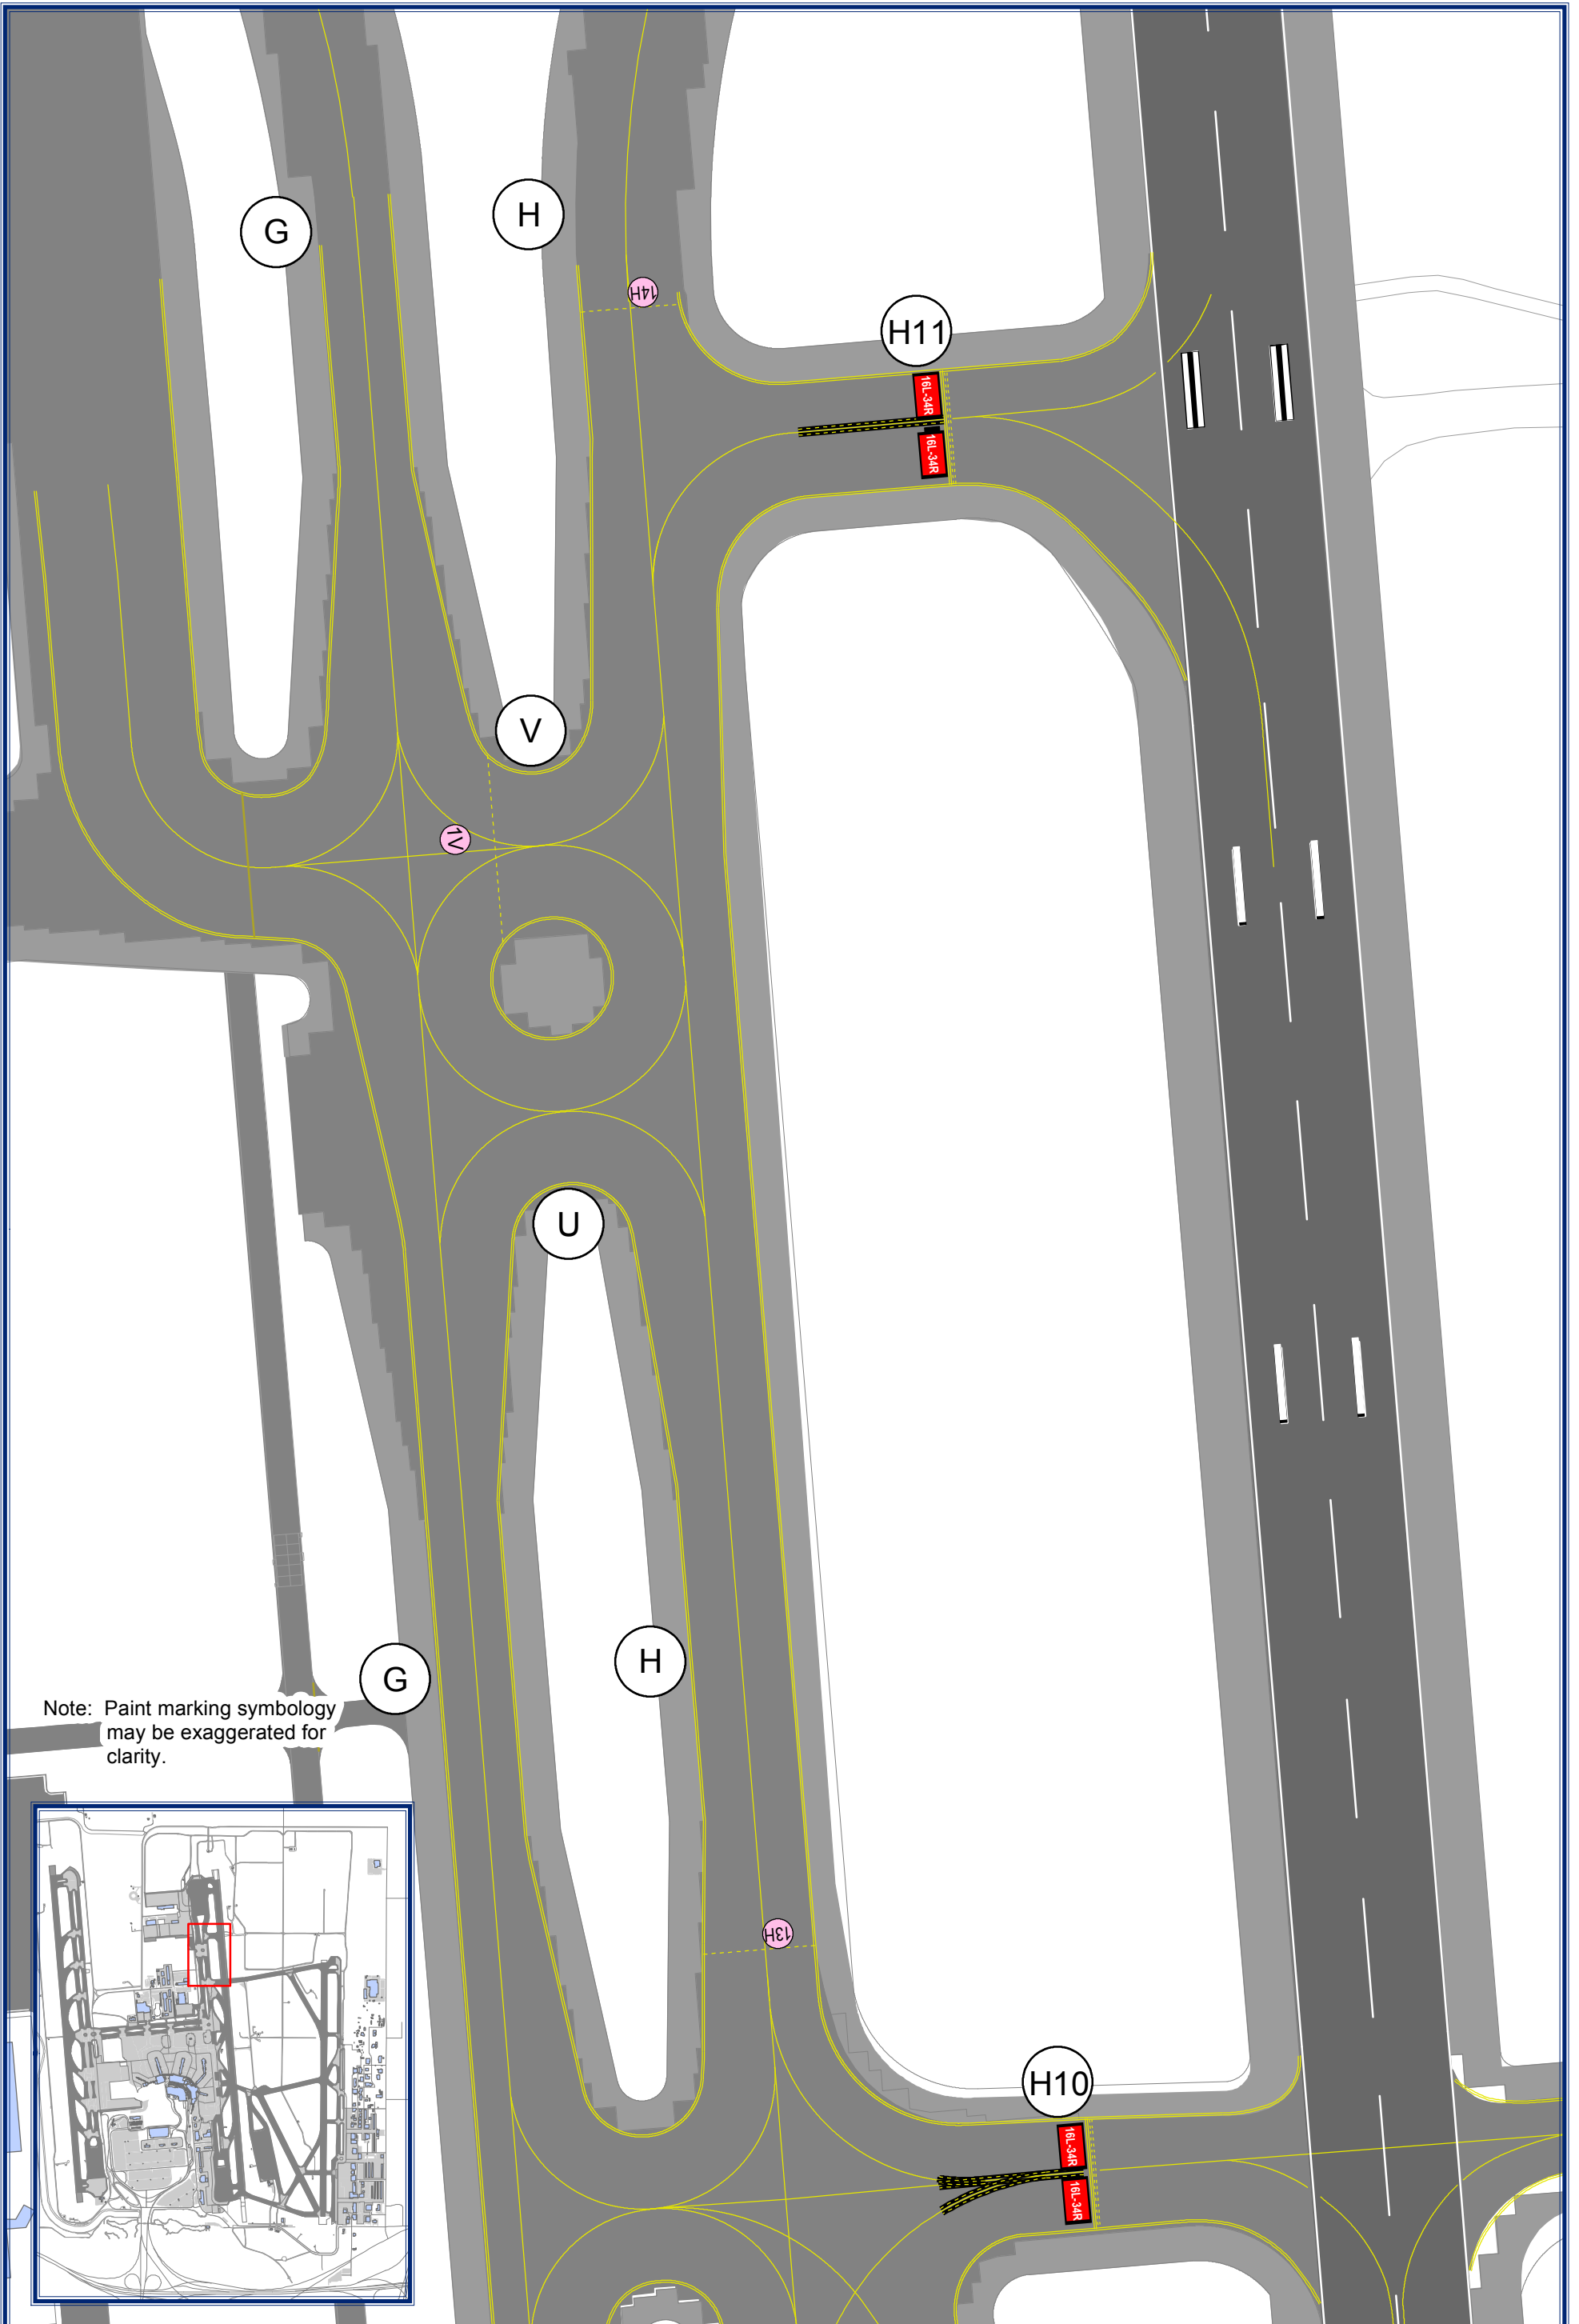 H
G
14H
H11
16L-34R
16L-34R
V
1V
U
H
G
Note: Paint marking symbology
may be exaggerated for
clarity.
13H
H10
16L-34R
16L-34R